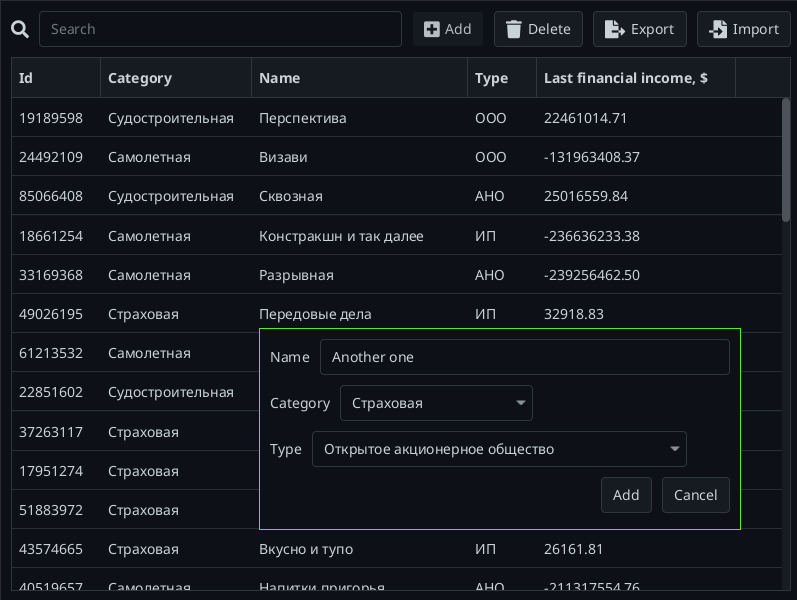 Search Add Delete Export Import
Id Category Name Type Last financial income, $
19189598 Судостроительная Перспектива ООО 22461014.71
24492109 Самолетная Визави ООО -131963408.37
85066408 Судостроительная Сквозная АНО 25016559.84
18661254 Самолетная Констракшн и так далее ИП -236636233.38
33169368 Самолетная Разрывная АНО -239256462.50
49026195 Страховая Передовые дела ИП 32918.83
61213532 Самолетная
22851602 Судостроительная
37263117 Страховая
17951274 Страховая
51883972 Страховая
Name Another one
Category Страховая
Type Открытое акционерное общество
Add Cancel
43574665 Страховая Вкусно и тупо ИП 26161.81
40519657 Самолетная Напитки пригорья АНО -211317554.76